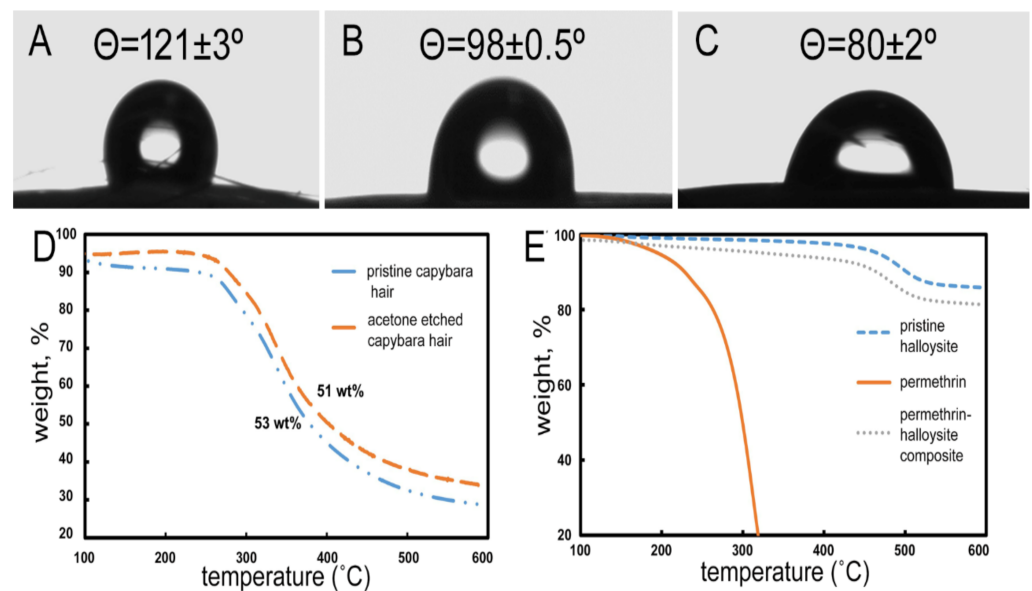 A
Θ=121±3º
B
Θ=98±0.5º
C
Θ=80±2º
D
100
90
80
70
60
50
40
30
20
weight, %
pristine capybara
hair
acetone etched
capybara hair
51 wt%
53 wt%
100
200
300
400
500
600
temperature (˚C)
E
100
80
60
40
20
weight, %
pristine
halloysite
permethrin
permethrin-
halloysite
composite
100
200
300
400
500
600
temperature (˚C)